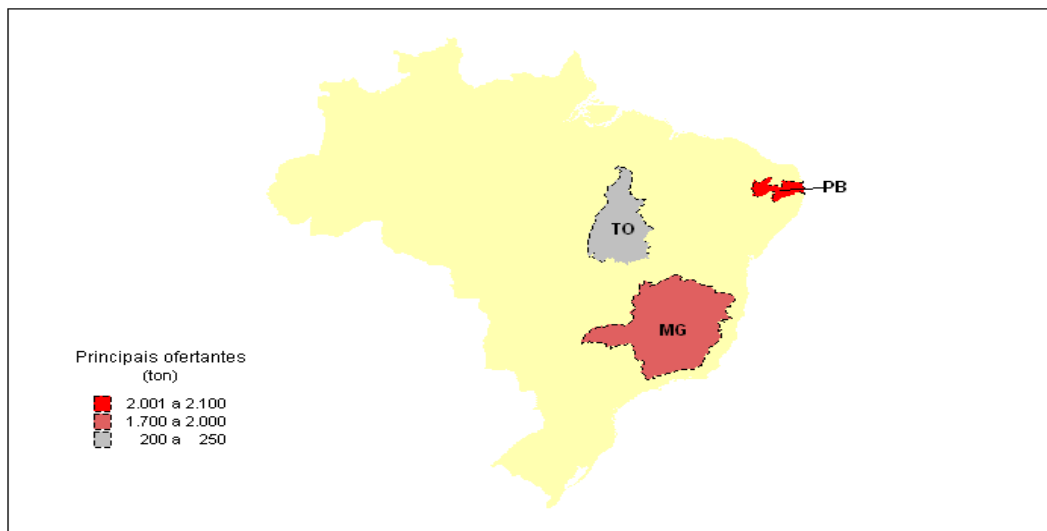 PB
TO
MG
Principais ofertantes
(ton)
2.001 a 2.100
1.700 a 2.000
200 a 250